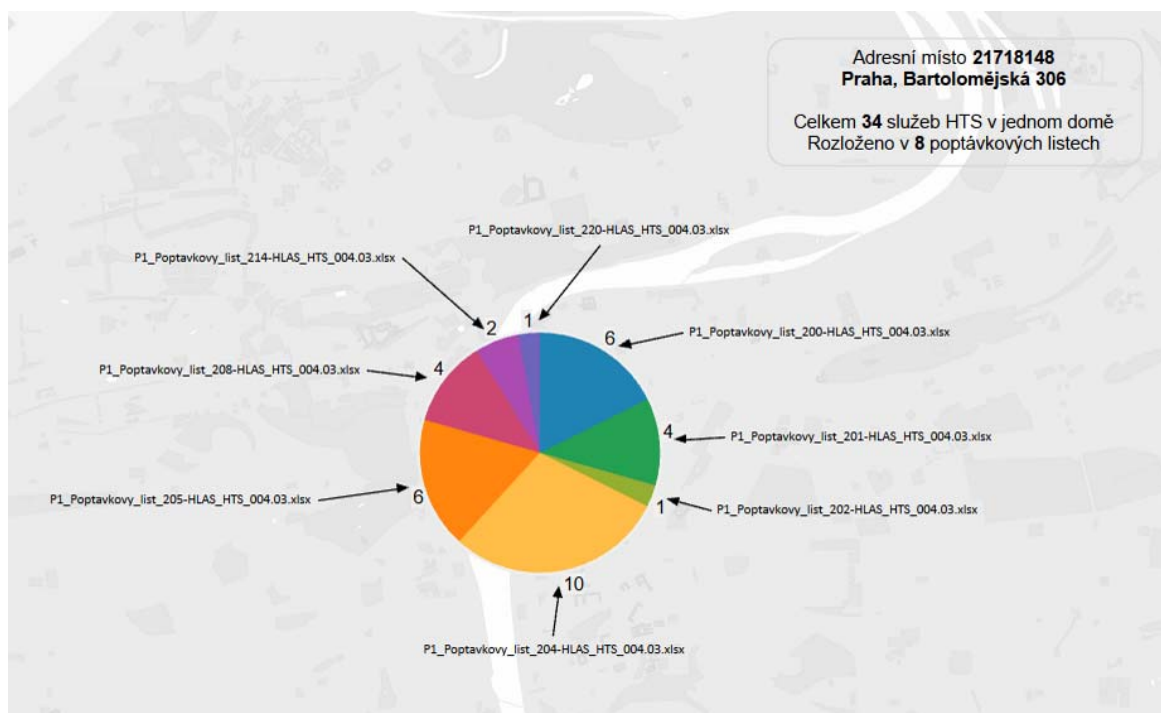 Adresní místo 21718148
Praha, Bartolomějská 306
Celkem 34 služeb HTS v jednom domě
Rozloženo v 8 poptávkových listech
P1_Poptavkovy_list_220-HLAS_HTS_004.03.xlsx
P1_Poptavkovy_list_214-HLAS_HTS_004.03.xlsx
2
1
6
P1_Poptavkovy_list_200-HLAS_HTS_004.03.xlsx
P1_Poptavkovy_list_208-HLAS_HTS_004.03.xlsx
4
4
P1_Poptavkovy_list_201-HLAS_HTS_004.03.xlsx
P1_Poptavkovy_list_205-HLAS_HTS_004.03.xlsx
6
1
P1_Poptavkovy_list_202-HLAS_HTS_004.03.xlsx
10
P1_Poptavkovy_list_204-HLAS_HTS_004.03.xlsx